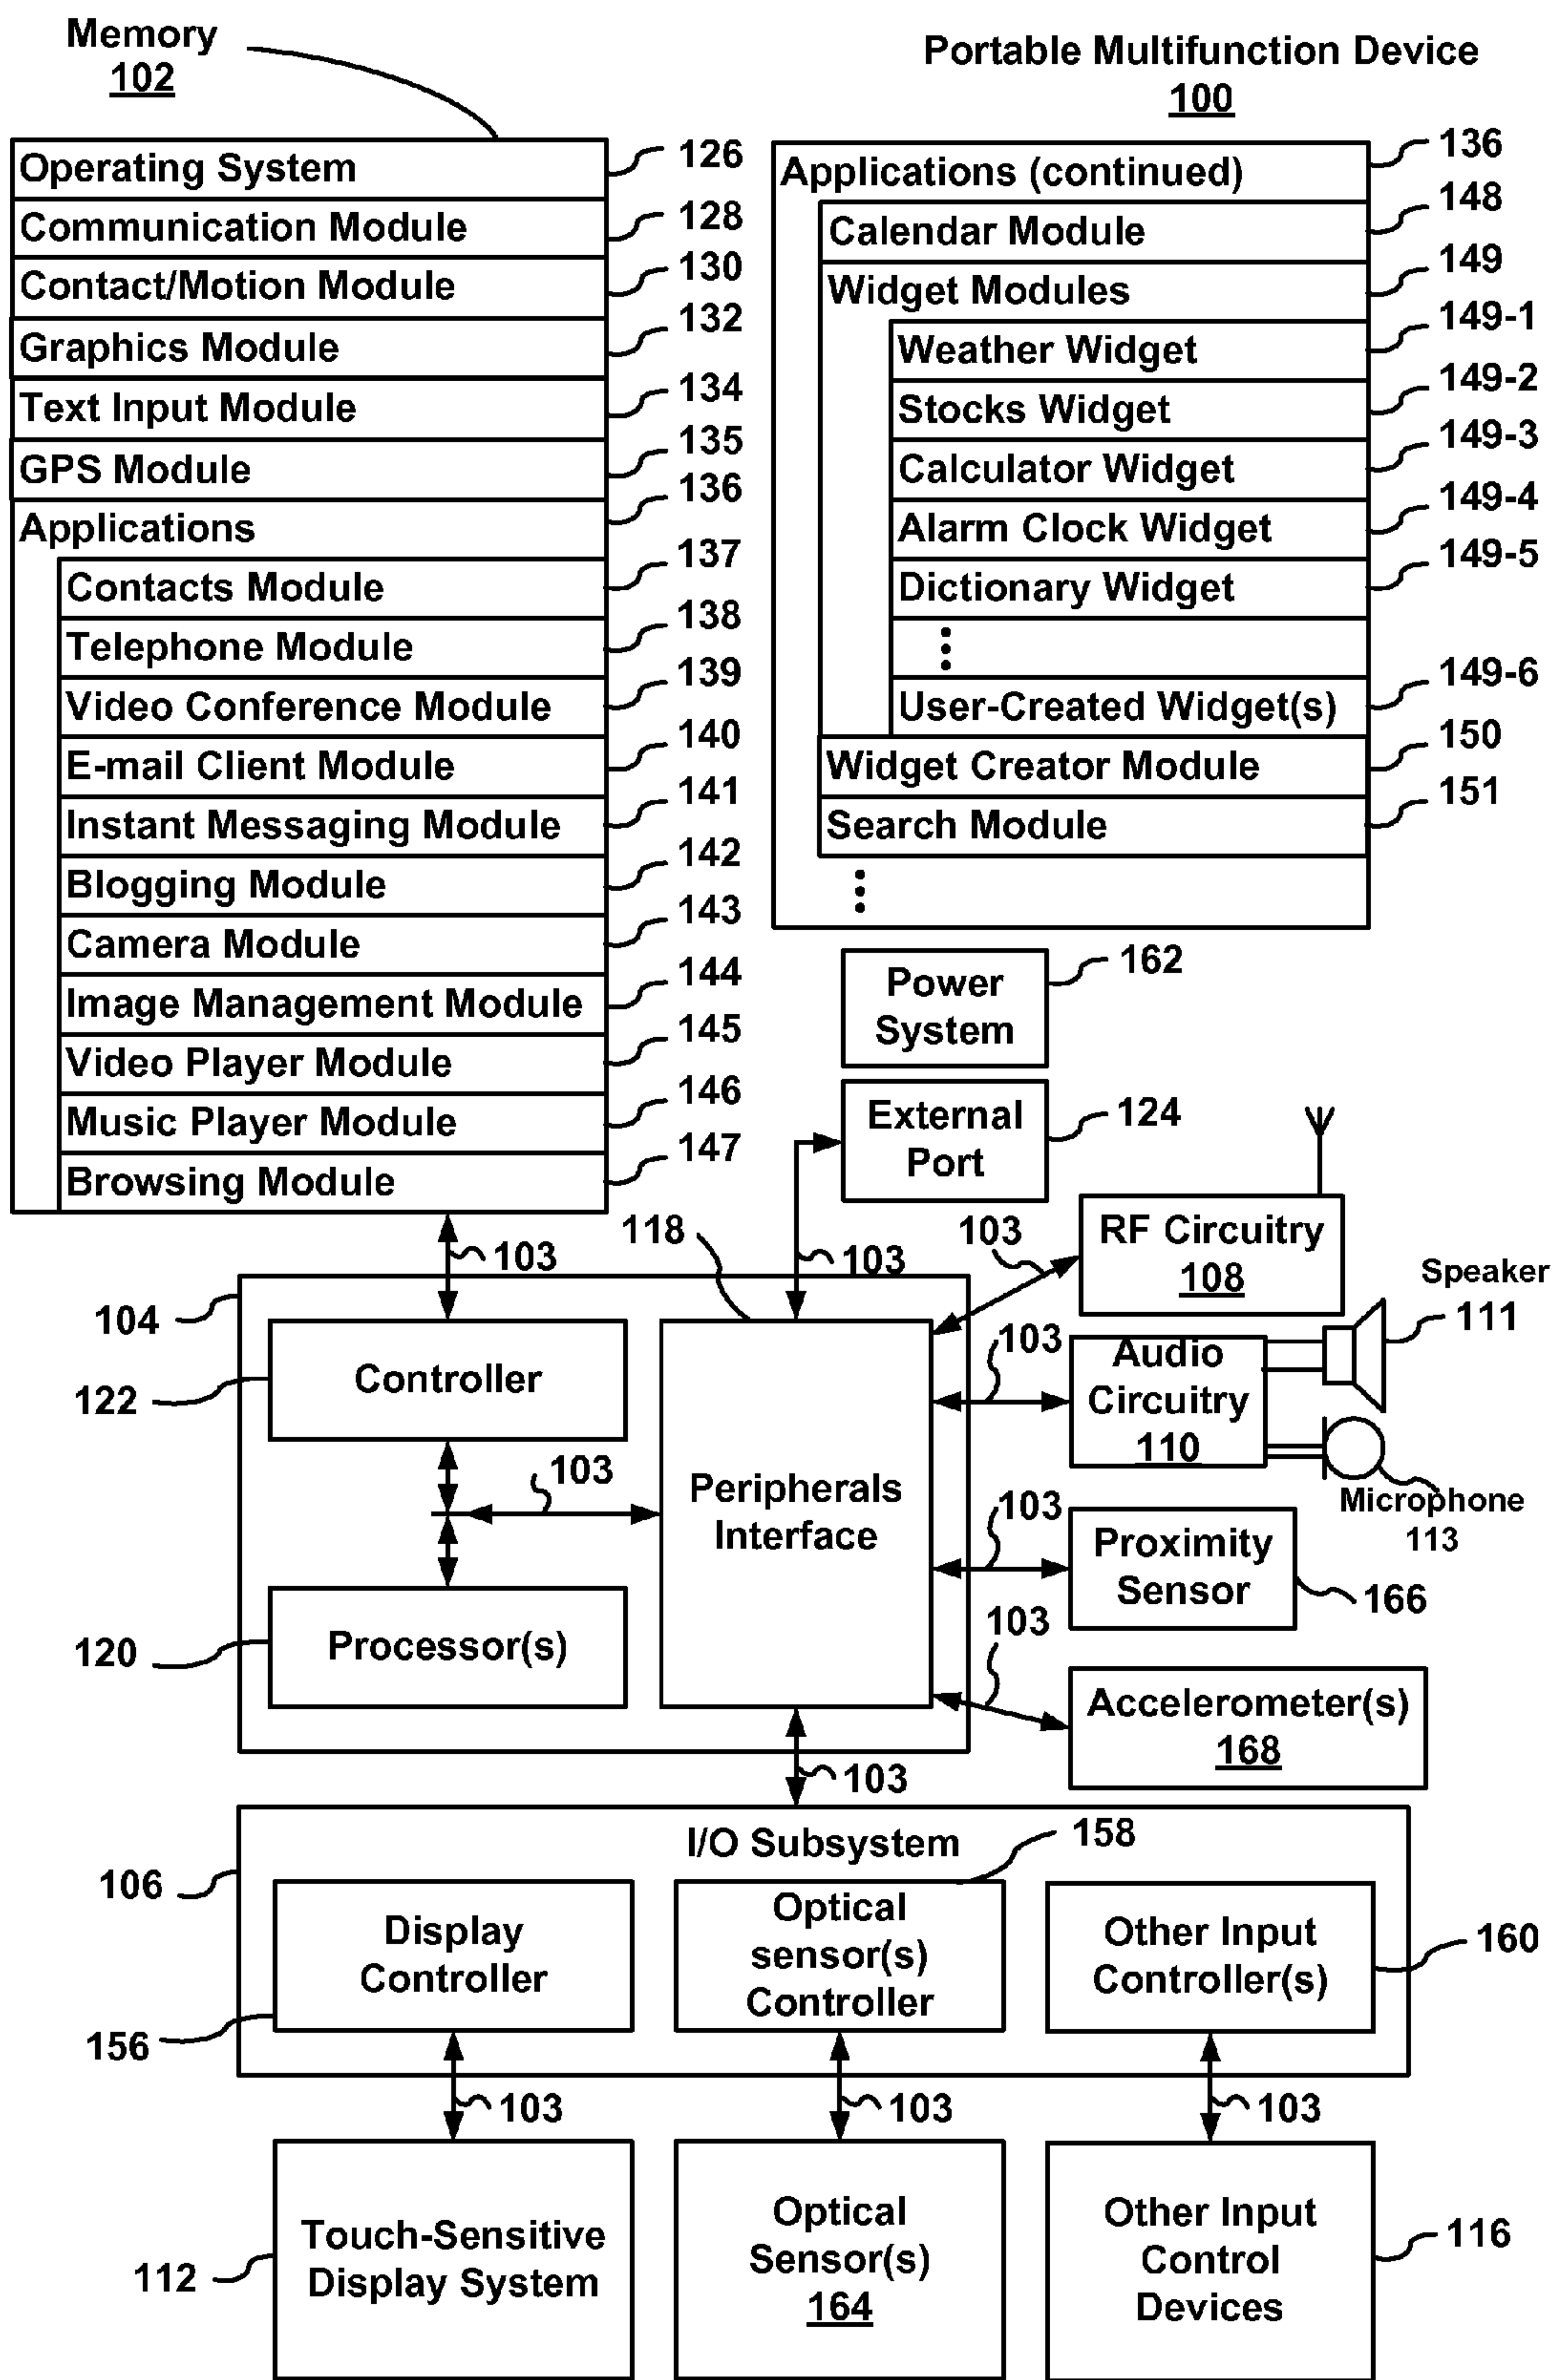 Memory
102
Portable Multifunction Device
100
Operating System
126
Communication Module
128
Contact/Motion Module
130
Graphics Module
132
Text Input Module
134
GPS Module
135
Applications
136
Contacts Module
137
Telephone Module
138
Video Conference Module
139
E-mail Client Module
140
Instant Messaging Module
141
Blogging Module
142
Camera Module
143
Image Management Module
144
Video Player Module
145
Music Player Module
146
Browsing Module
147
Applications (continued)
136
Calendar Module
148
Widget Modules
149
Weather Widget
149-1
Stocks Widget
149-2
Calculator Widget
149-3
Alarm Clock Widget
149-4
Dictionary Widget
149-5
User-Created Widget(s)
149-6
Widget Creator Module
150
Search Module
151
Power
System
162
External
Port
124
103
118
103
103
RF Circuitry
108
Speaker
111
104
Controller
122
103
Audio
Circuitry
110
Microphone
113
103
Peripherals
Interface
103
Proximity
Sensor
166
Processor(s)
120
103
Accelerometer(s)
168
103
I/O Subsystem
106
158
Display
Controller
156
Optical
sensor(s)
Controller
Other Input
Controller(s)
160
103
103
103
Touch-Sensitive
Display System
112
Optical
Sensor(s)
164
Other Input
Control
Devices
116